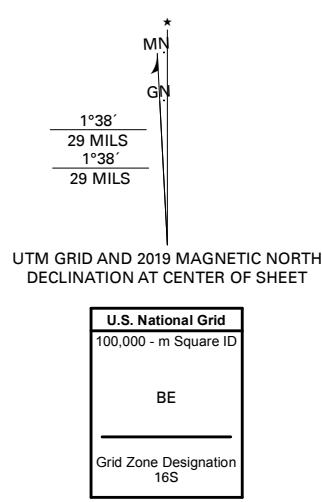 MN
GN
1°38´
29 MILS
1°38´
29 MILS
UTM GRID AND 2019 MAGNETIC NORTH
DECLINATION AT CENTER OF SHEET
U.S. National Grid
100,000 - m Square ID
BE
Grid Zone Designation
16S